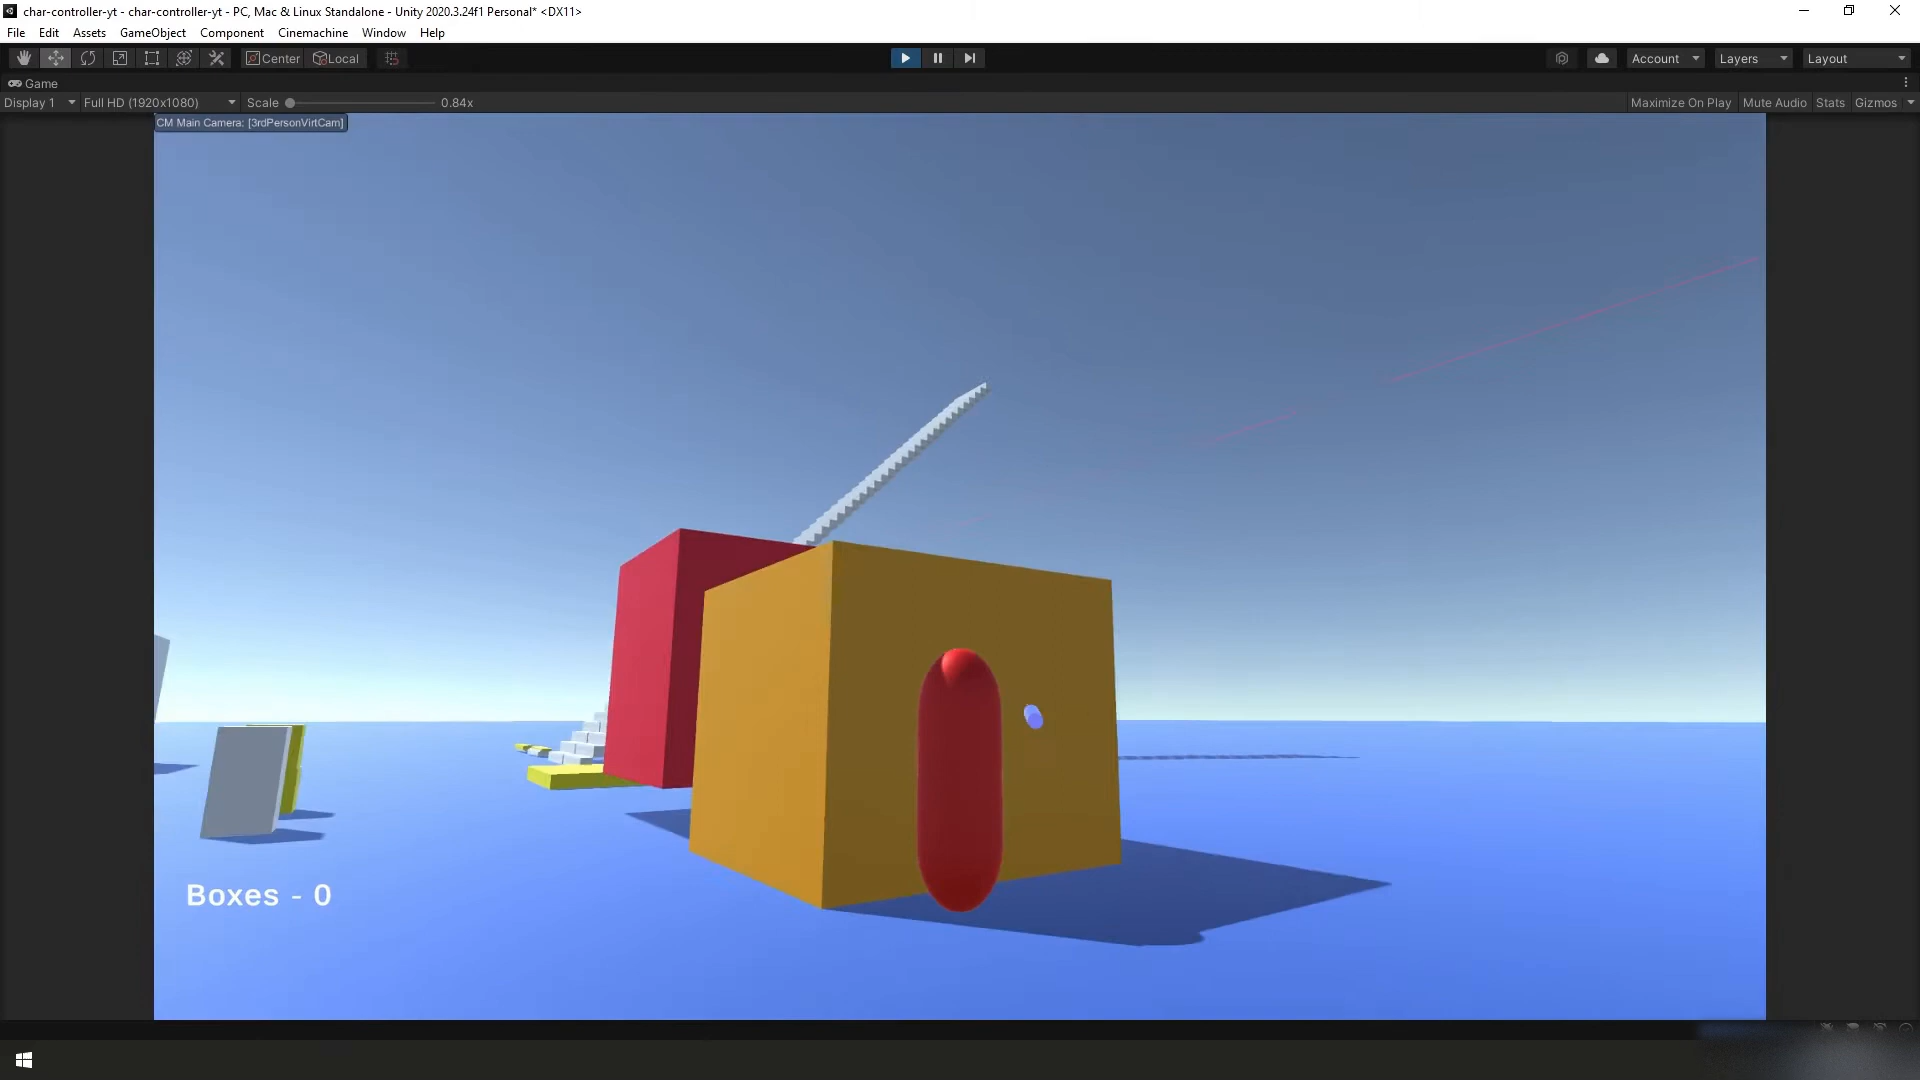 char-controller-yt - char-controller-yt - PC, Mac & Linux Standalone - Unity 2020.3.24f1 Personal* <DX11>
File Edit Assets GameObject Component Cinemachine Window Help
Center Local Account Layers Layout
Game
Display 1 Full HD (1920x1080) Scale 0.84x Maximize On Play Mute Audio Stats Gizmos
CM Main Camera: [3rdPersonVirtCam]
Boxes - 0